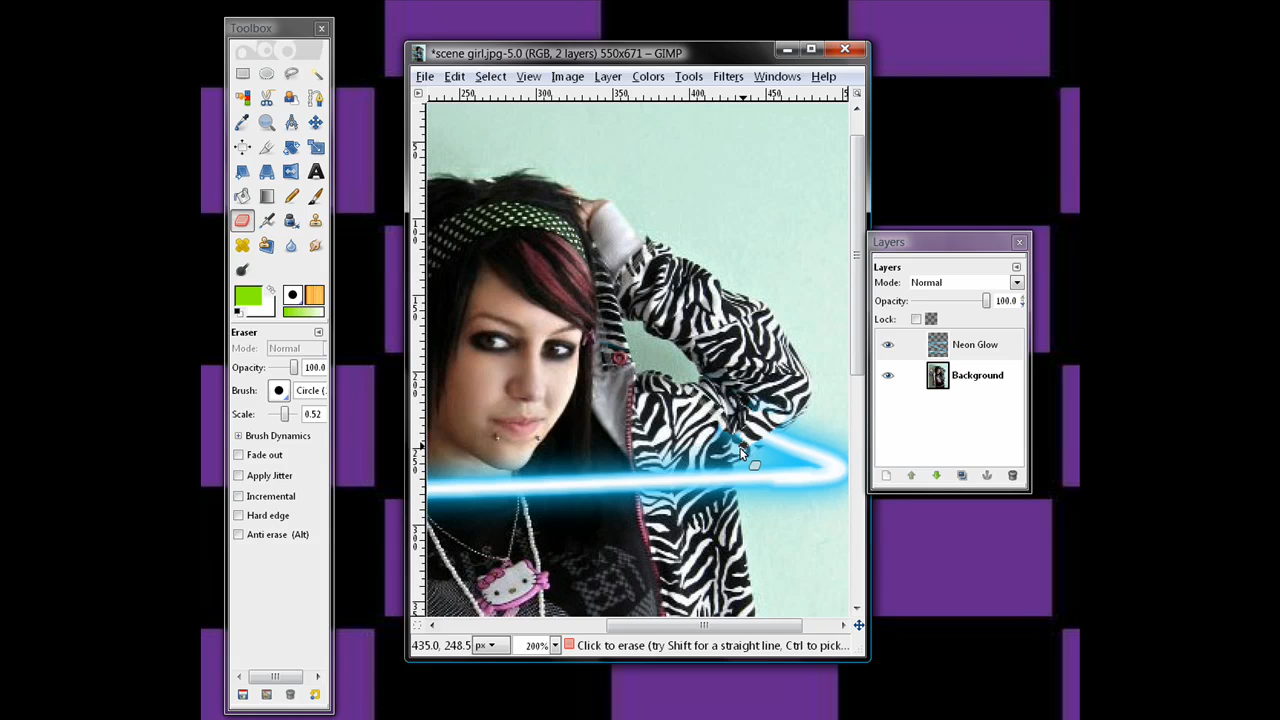 Toolbox
Eraser
Mode:
Normal
Opacity:
100.0
Brush:
Circle (.
Scale:
0.52
Brush Dynamics
Fade out
Apply Jitter
Incremental
Hard edge
Anti erase (Alt)
*scene girl.jpg-5.0 (RGB, 2 layers) 550x671 – GIMP
File Edit Select View Image Layer Colors Tools Filters Windows Help
250 300 350 400 450
435.0, 248.5 px 200% Click to erase (try Shift for a straight line, Ctrl to pick...
Layers
Layers
Mode: Normal
Opacity: 100.0
Lock:
Neon Glow
Background